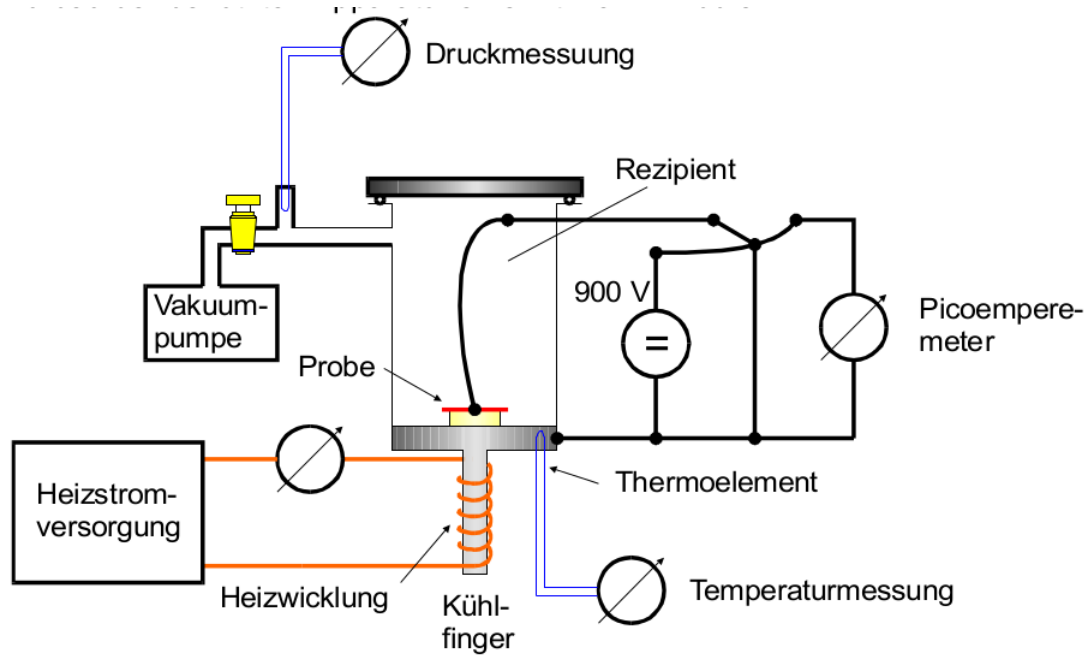 Druckmessuung
Rezipient
900 V
=
Vakuum-
pumpe
Picoempere-
meter
Probe
Heizstrom-
versorgung
Thermoelement
Heizwicklung
Kühl-
finger
Temperaturmessung